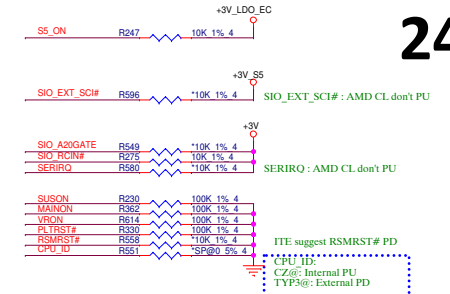 +3V_LDO_EC
24
S5_ON R247 10K_1%_4
+3V_S5
SIO_EXT_SCI# R596 *10K_1%_4 SIO_EXT_SCI# : AMD CL don't PU
+3V
SIO_A20GATE R549 *10K_1%_4
SIO_RCIN# R275 10K_1%_4
SERIRQ R580 *10K_1%_4 SERIRQ : AMD CL don't PU
SUSON R230 100K_1%_4
MAINON R362 100K_1%_4
VRON R614 100K_1%_4
PLTRST# R330 100K_1%_4
RSMRST# R558 *10K_1%_4 ITE suggest RSMRST# PD
CPU_ID R551 *SP@0_5%_4
CPU_ID:
CZ@: Internal PU
TYP3@: External PD